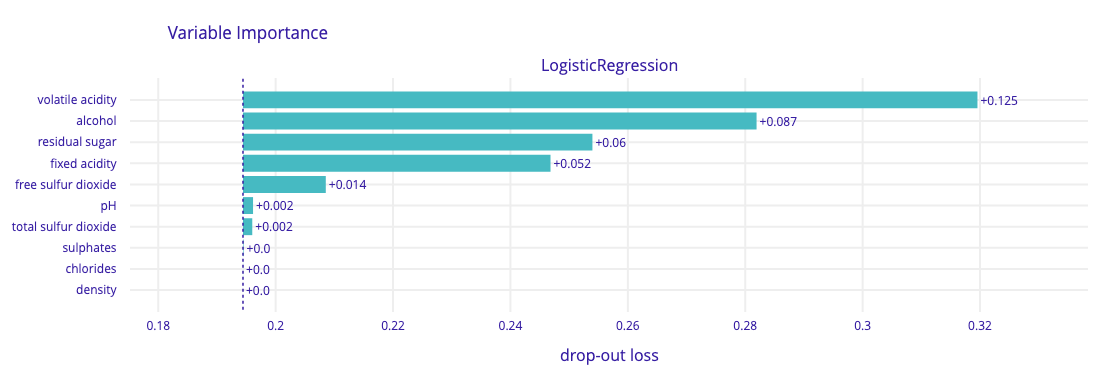 Variable Importance
LogisticRegression
volatile acidity +0.125
alcohol +0.087
residual sugar +0.06
fixed acidity +0.052
free sulfur dioxide +0.014
pH +0.002
total sulfur dioxide +0.002
sulphates +0.0
chlorides +0.0
density +0.0
0.18 0.2 0.22 0.24 0.26 0.28 0.3 0.32
drop-out loss